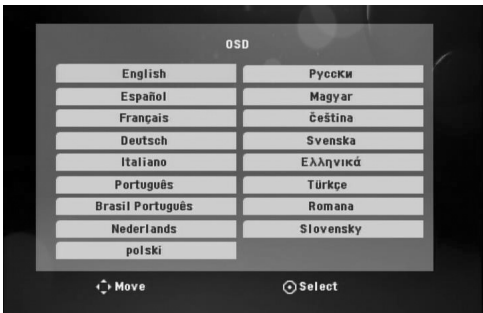 OSD
English
Español
Français
Deutsch
Italiano
Português
Brasil Português
Nederlands
polski
Русски
Magyar
čeština
Svenska
Ελληνικά
Türkçe
Romana
Slovensky
Move
Select